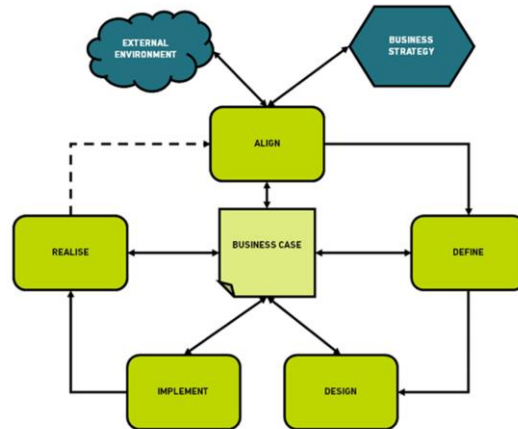 EXTERNAL
ENVIRONMENT
BUSINESS
STRATEGY
ALIGN
REALISE
BUSINESS CASE
DEFINE
IMPLEMENT
DESIGN